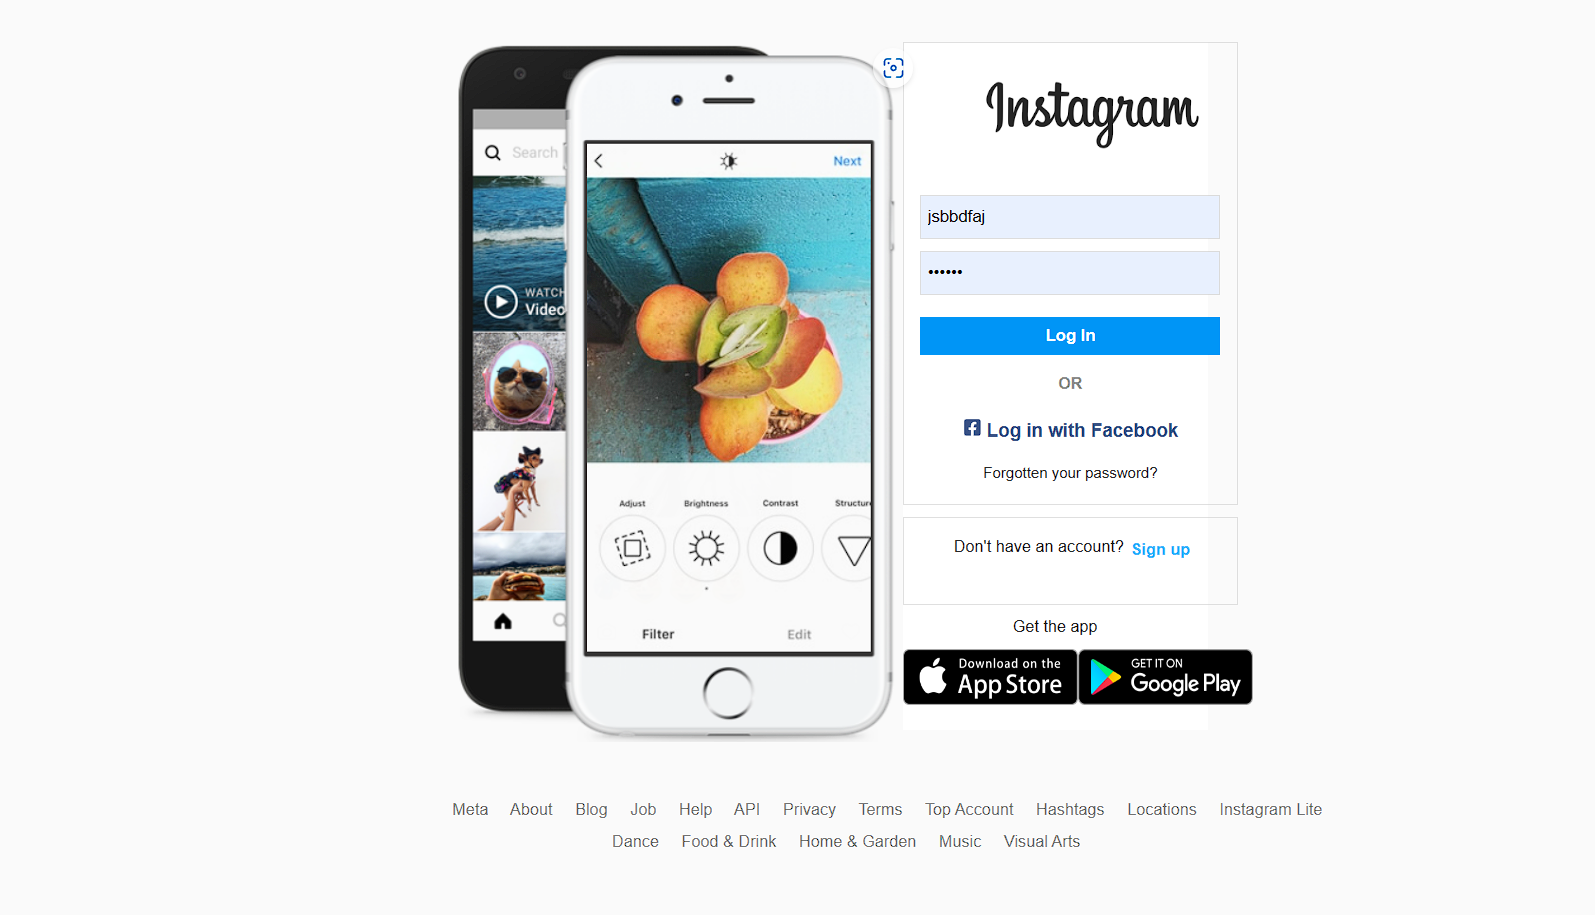 Instagram
Search
Next
WATCH
Video
jsbbdfaj
••••••
Log In
OR
Log in with Facebook
Forgotten your password?
Adjust Brightness Contrast Structure
Don't have an account? Sign up
Filter Edit
Get the app
Download on the
App Store
GET IT ON
Google Play
Meta About Blog Job Help API Privacy Terms Top Account Hashtags Locations Instagram Lite
Dance Food & Drink Home & Garden Music Visual Arts